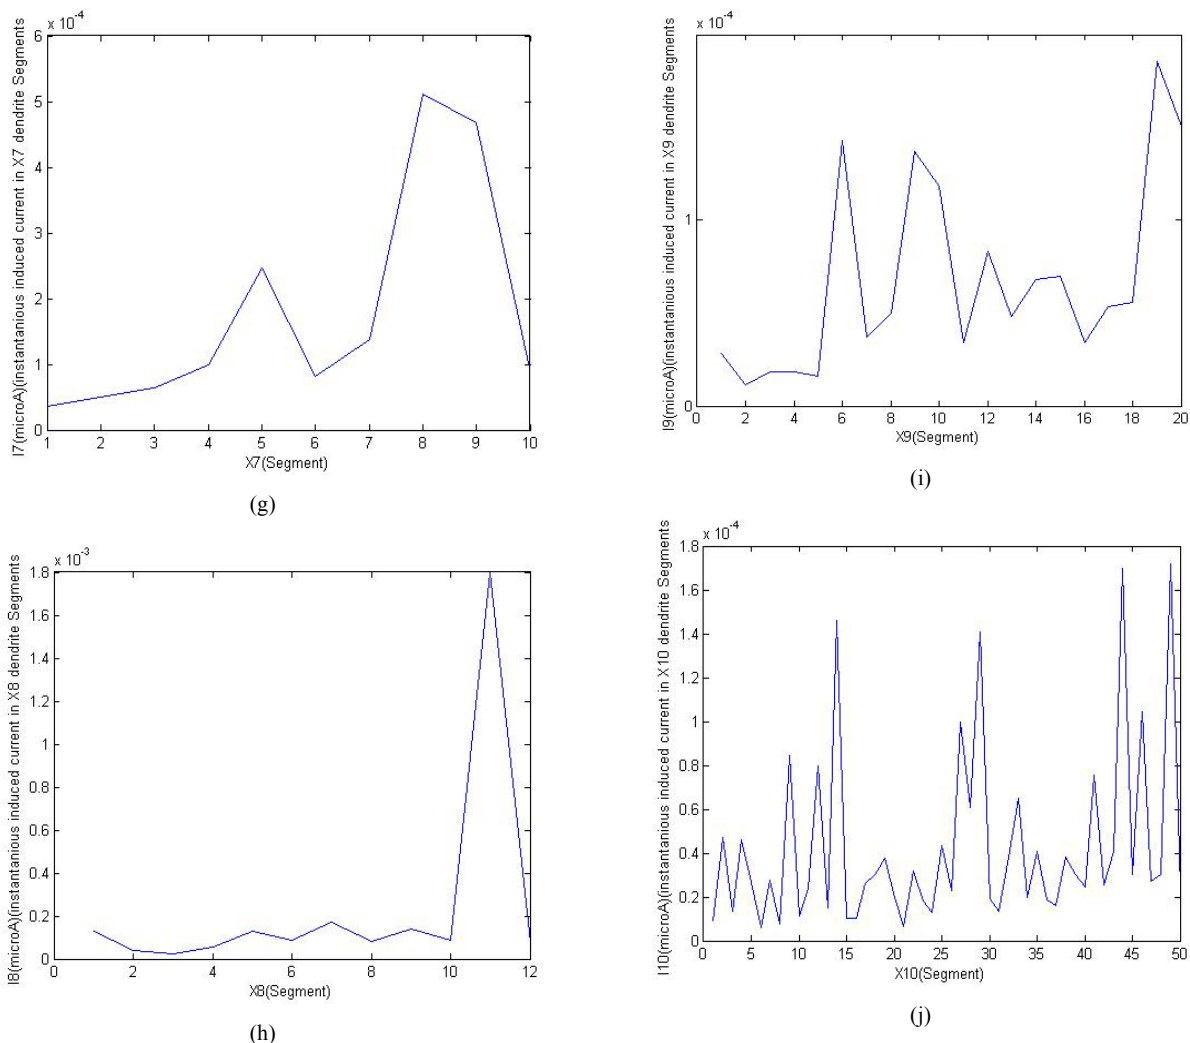 x 10-4
I7(microA)(instantanious induced current in X7 dendrite Segments
6
5
4
3
2
1
0
1 2 3 4 5 6 7 8 9 10
X7(Segment)
(g)
x 10-3
I8(microA)(instantanious induced current in X8 dendrite Segments
1.8
1.6
1.4
1.2
1
0.8
0.6
0.4
0.2
0
0 2 4 6 8 10 12
X8(Segment)
(h)
x 10-4
I9(microA)(instantanious induced current in X9 dendrite Segments
1
0
0 2 4 6 8 10 12 14 16 18 20
X9(Segment)
(i)
x 10-4
I10(microA)(instantanious induced current in X10 dendrite Segments
1.8
1.6
1.4
1.2
1
0.8
0.6
0.4
0.2
0
0 5 10 15 20 25 30 35 40 45 50
X10(Segment)
(j)